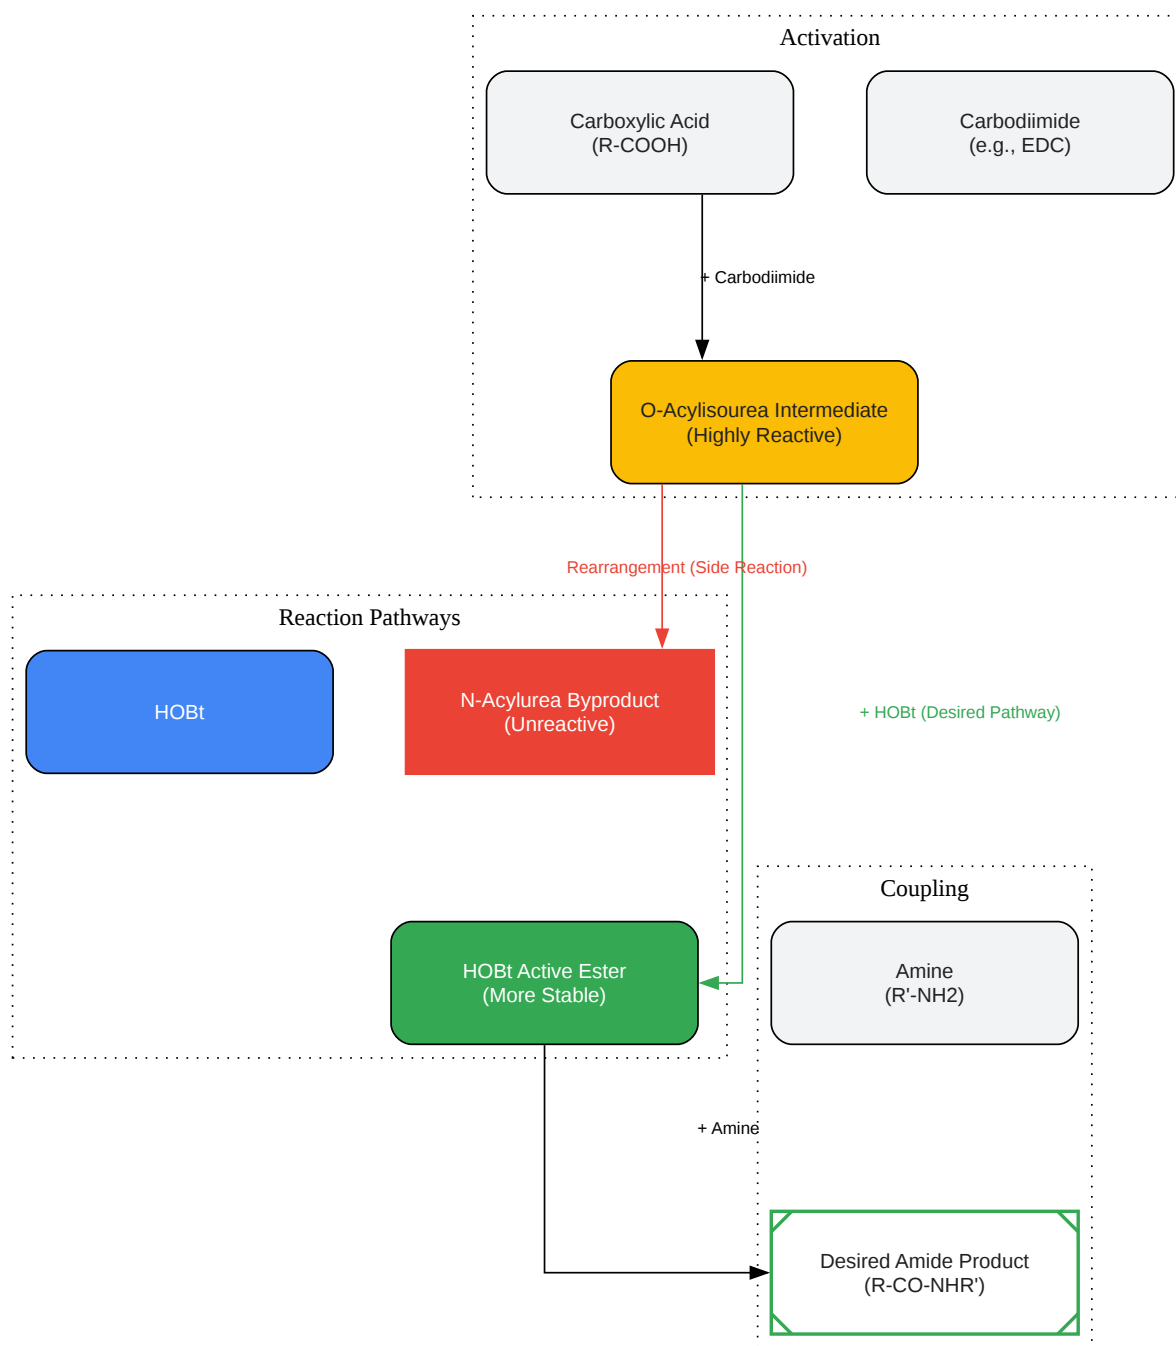 Activation
Carboxylic Acid
(R-COOH)
Carbodiimide
(e.g., EDC)
+ Carbodiimide
O-Acylisourea Intermediate
(Highly Reactive)
Rearrangement (Side Reaction)
Reaction Pathways
HOBt
N-Acylurea Byproduct
(Unreactive)
+ HOBt (Desired Pathway)
Coupling
HOBt Active Ester
(More Stable)
Amine
(R'-NH2)
+ Amine
Desired Amide Product
(R-CO-NHR')